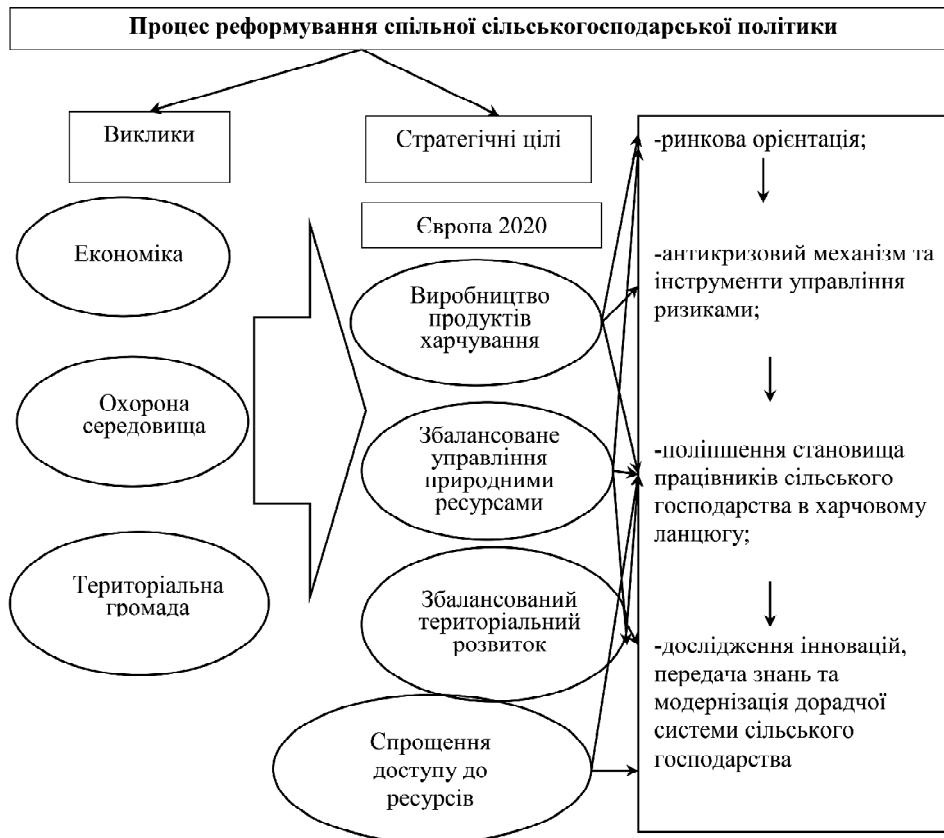 Процес реформування спільної сільськогосподарської політики
Виклики
Економіка
Охорона
середовища
Територіальна
громада
Стратегічні цілі
Європа 2020
Виробництво
продуктів
харчування
Збалансоване
управління
природними
ресурсами
Збалансований
територіальний
розвиток
Спрощення
доступу до
ресурсів
-ринкова орієнтація;
-антикризовий механізм та
інструменти управління
ризиками;
-поліпшення становища
працівників сільського
господарства в харчовому
ланцюгу;
-дослідження інновацій,
передача знань та
модернізація дорадчої
системи сільського
господарства